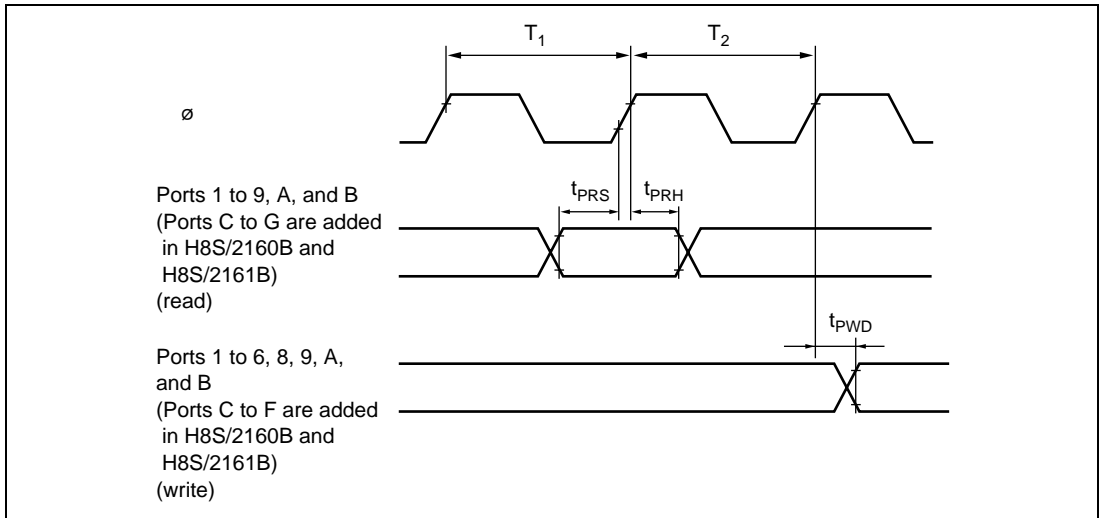 T1 T2
ø
tPRS tPRH
Ports 1 to 9, A, and B
(Ports C to G are added
in H8S/2160B and
H8S/2161B)
(read)
tPWD
Ports 1 to 6, 8, 9, A,
and B
(Ports C to F are added
in H8S/2160B and
H8S/2161B)
(write)